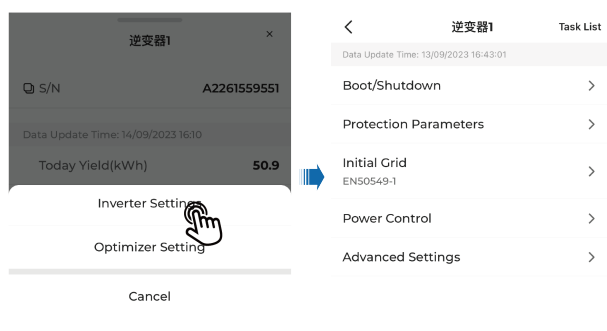 逆变器1
×
S/N A2261559551
Data Update Time: 14/09/2023 16:10
Today Yield(kWh) 50.9
Inverter Settings
Optimizer Setting
Cancel
逆变器1 Task List
Data Update Time: 13/09/2023 16:43:01
Boot/Shutdown
Protection Parameters
Initial Grid
EN50549-1
Power Control
Advanced Settings